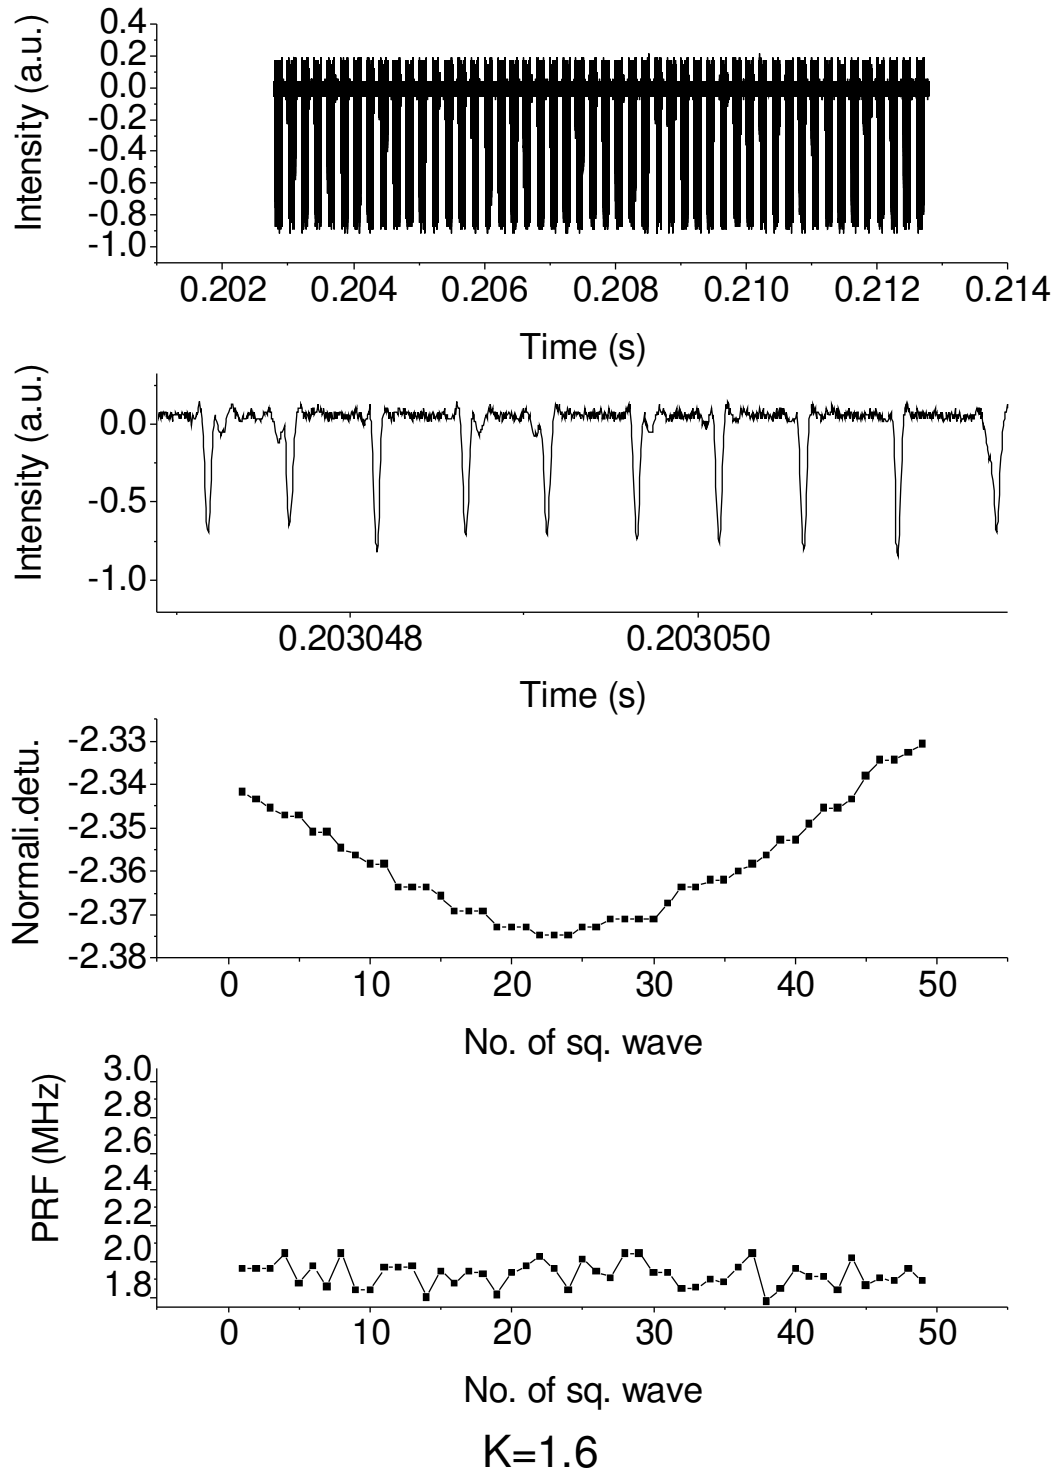 Intensity (a.u.)
0.4
0.2
0.0
-0.2
-0.4
-0.6
-0.8
-1.0
0.202 0.204 0.206 0.208 0.210 0.212 0.214
Time (s)
Intensity (a.u.)
0.0
-0.5
-1.0
0.203048 0.203050
Time (s)
Normali.detu.
-2.33
-2.34
-2.35
-2.36
-2.37
-2.38
0 10 20 30 40 50
No. of sq. wave
PRF (MHz)
3.0
2.8
2.6
2.4
2.2
2.0
1.8
0 10 20 30 40 50
No. of sq. wave
K=1.6